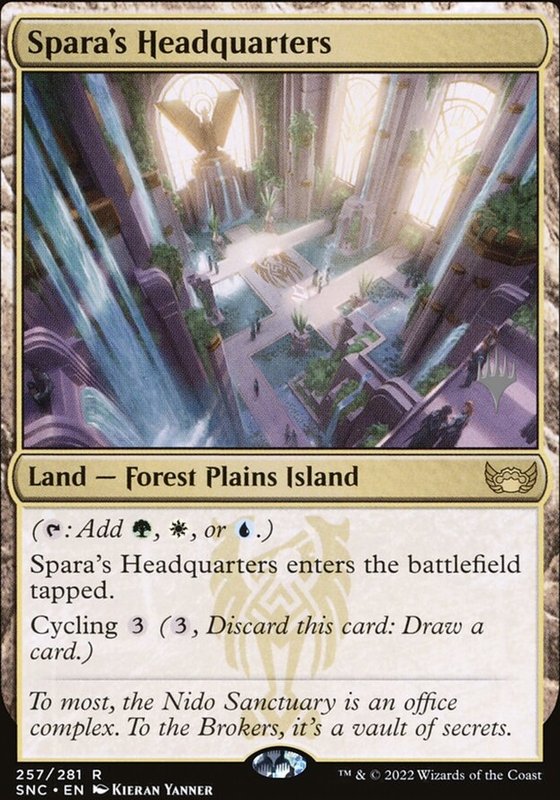 Spara's Headquarters
Land — Forest Plains Island
(: Add , , or .)
Spara's Headquarters enters the battlefield
tapped.
Cycling 3 (3, Discard this card: Draw a
card.)
To most, the Nido Sanctuary is an office
complex. To the Brokers, it's a vault of secrets.
257/281 R
SNC • EN Kieran Yanner
™ & © 2022 Wizards of the Coast